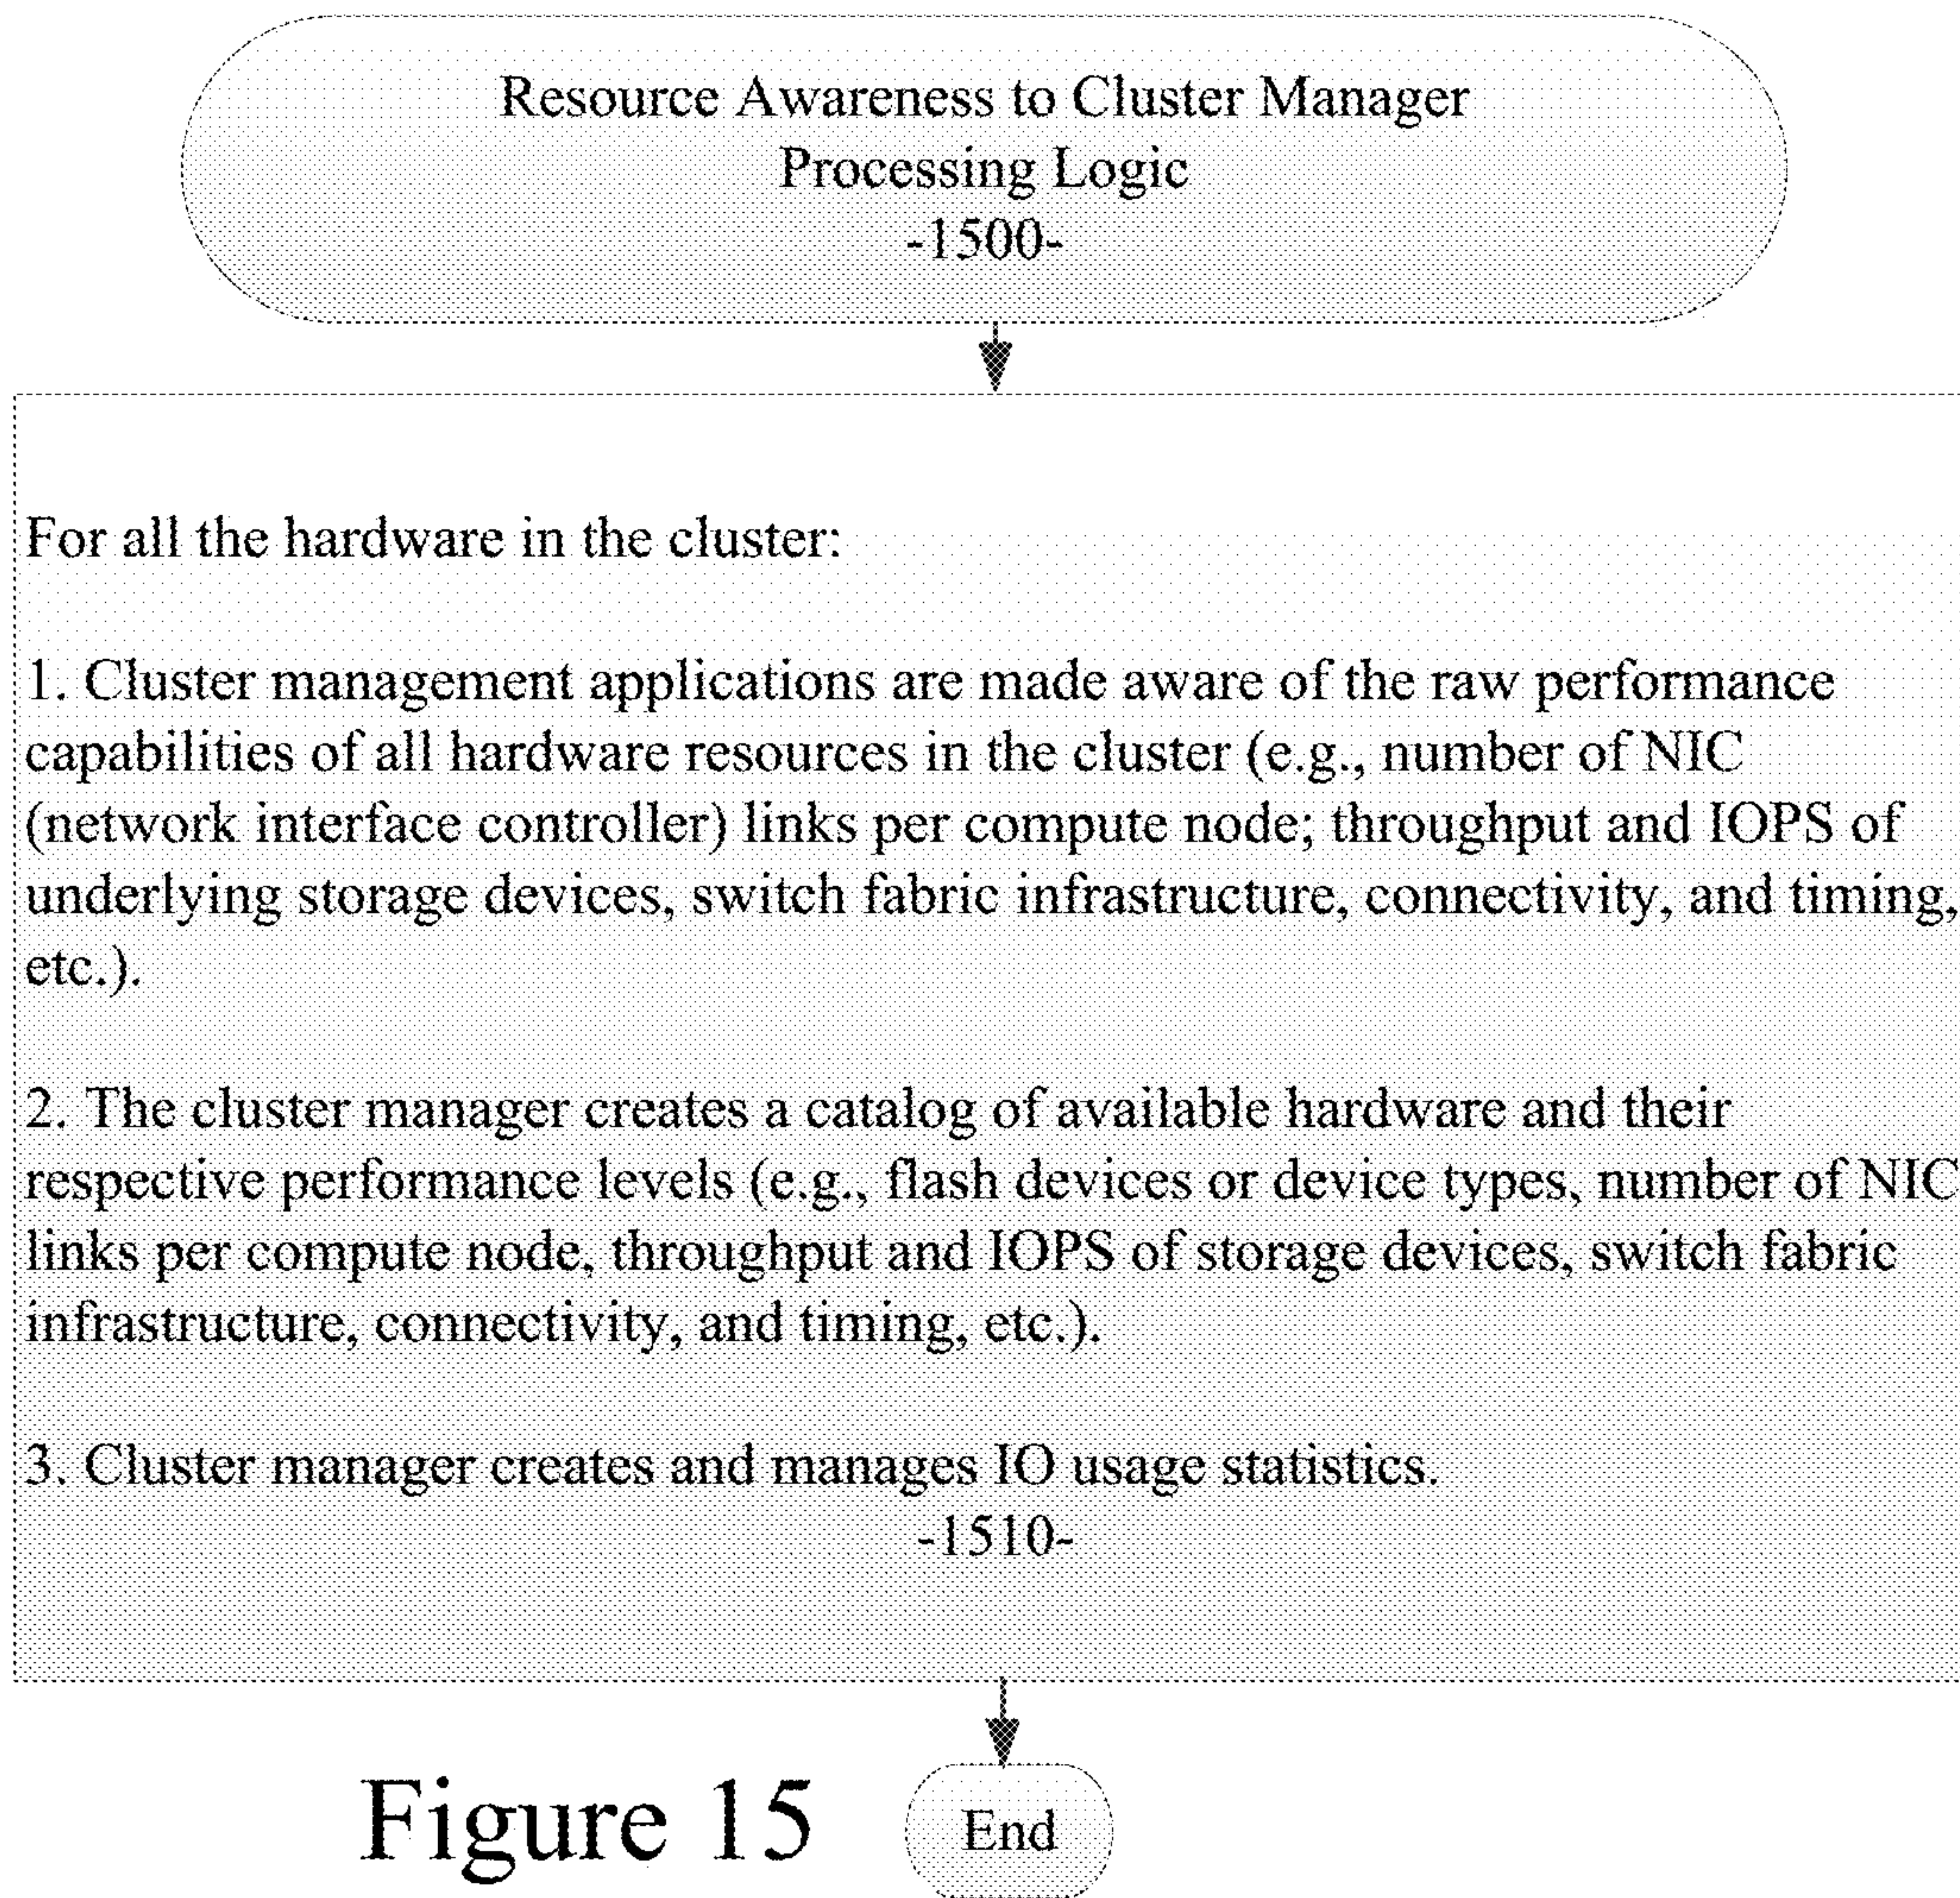 Resource Awareness to Cluster Manager
Processing Logic
-1500-
For all the hardware in the cluster:
1. Cluster management applications are made aware of the raw performance
capabilities of all hardware resources in the cluster (e.g., number of NIC
(network interface controller) links per compute node; throughput and IOPS of
underlying storage devices, switch fabric infrastructure, connectivity, and timing,
etc.).
2. The cluster manager creates a catalog of available hardware and their
respective performance levels (e.g., flash devices or device types, number of NIC
links per compute node, throughput and IOPS of storage devices, switch fabric
infrastructure, connectivity, and timing, etc.).
3. Cluster manager creates and manages IO usage statistics.
-1510-
Figure 15
End